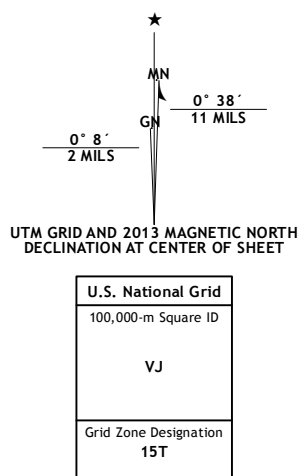 ★
MN
0° 38´
11 MILS
GN
0° 8´
2 MILS
UTM GRID AND 2013 MAGNETIC NORTH
DECLINATION AT CENTER OF SHEET
U.S. National Grid
100,000-m Square ID
VJ
Grid Zone Designation
15T